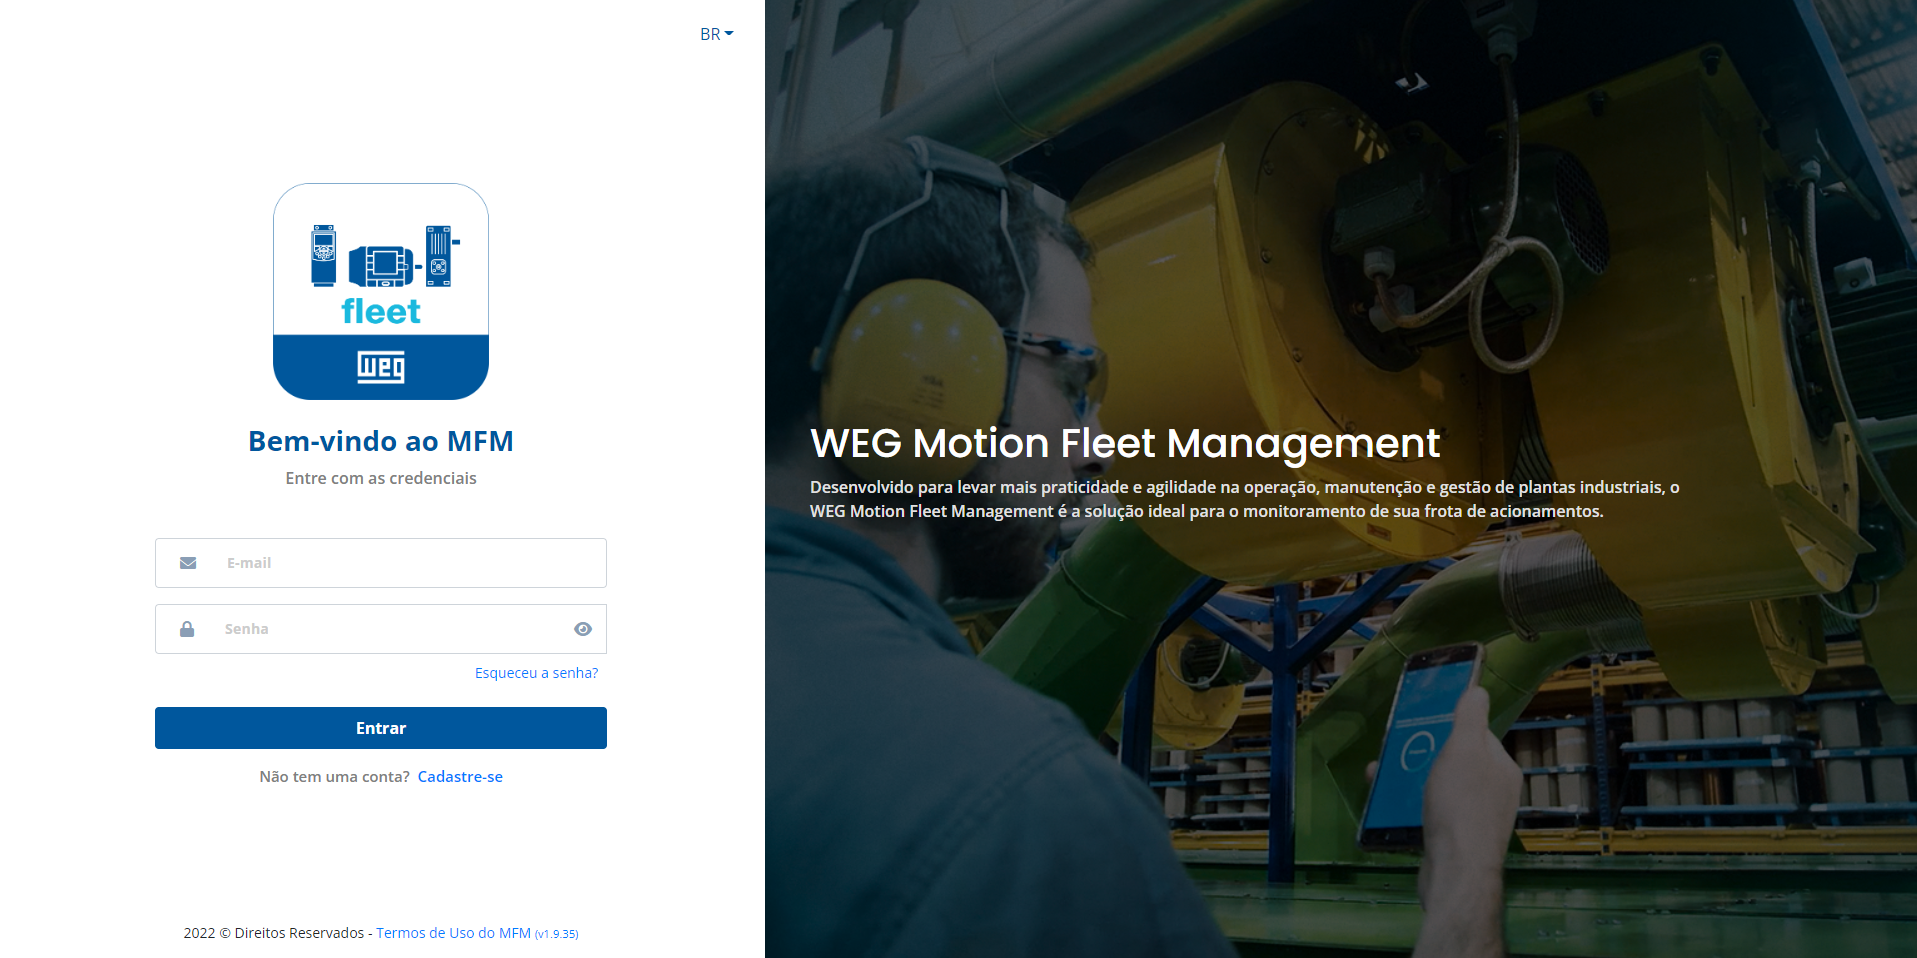 BR
fleet
weg
Bem-vindo ao MFM
Entre com as credenciais
E-mail
Senha
Esqueceu a senha?
Entrar
Não tem uma conta? Cadastre-se
2022 © Direitos Reservados - Termos de Uso do MFM (v1.9.35)
WEG Motion Fleet Management
Desenvolvido para levar mais praticidade e agilidade na operação, manutenção e gestão de plantas industriais, o
WEG Motion Fleet Management é a solução ideal para o monitoramento de sua frota de acionamentos.